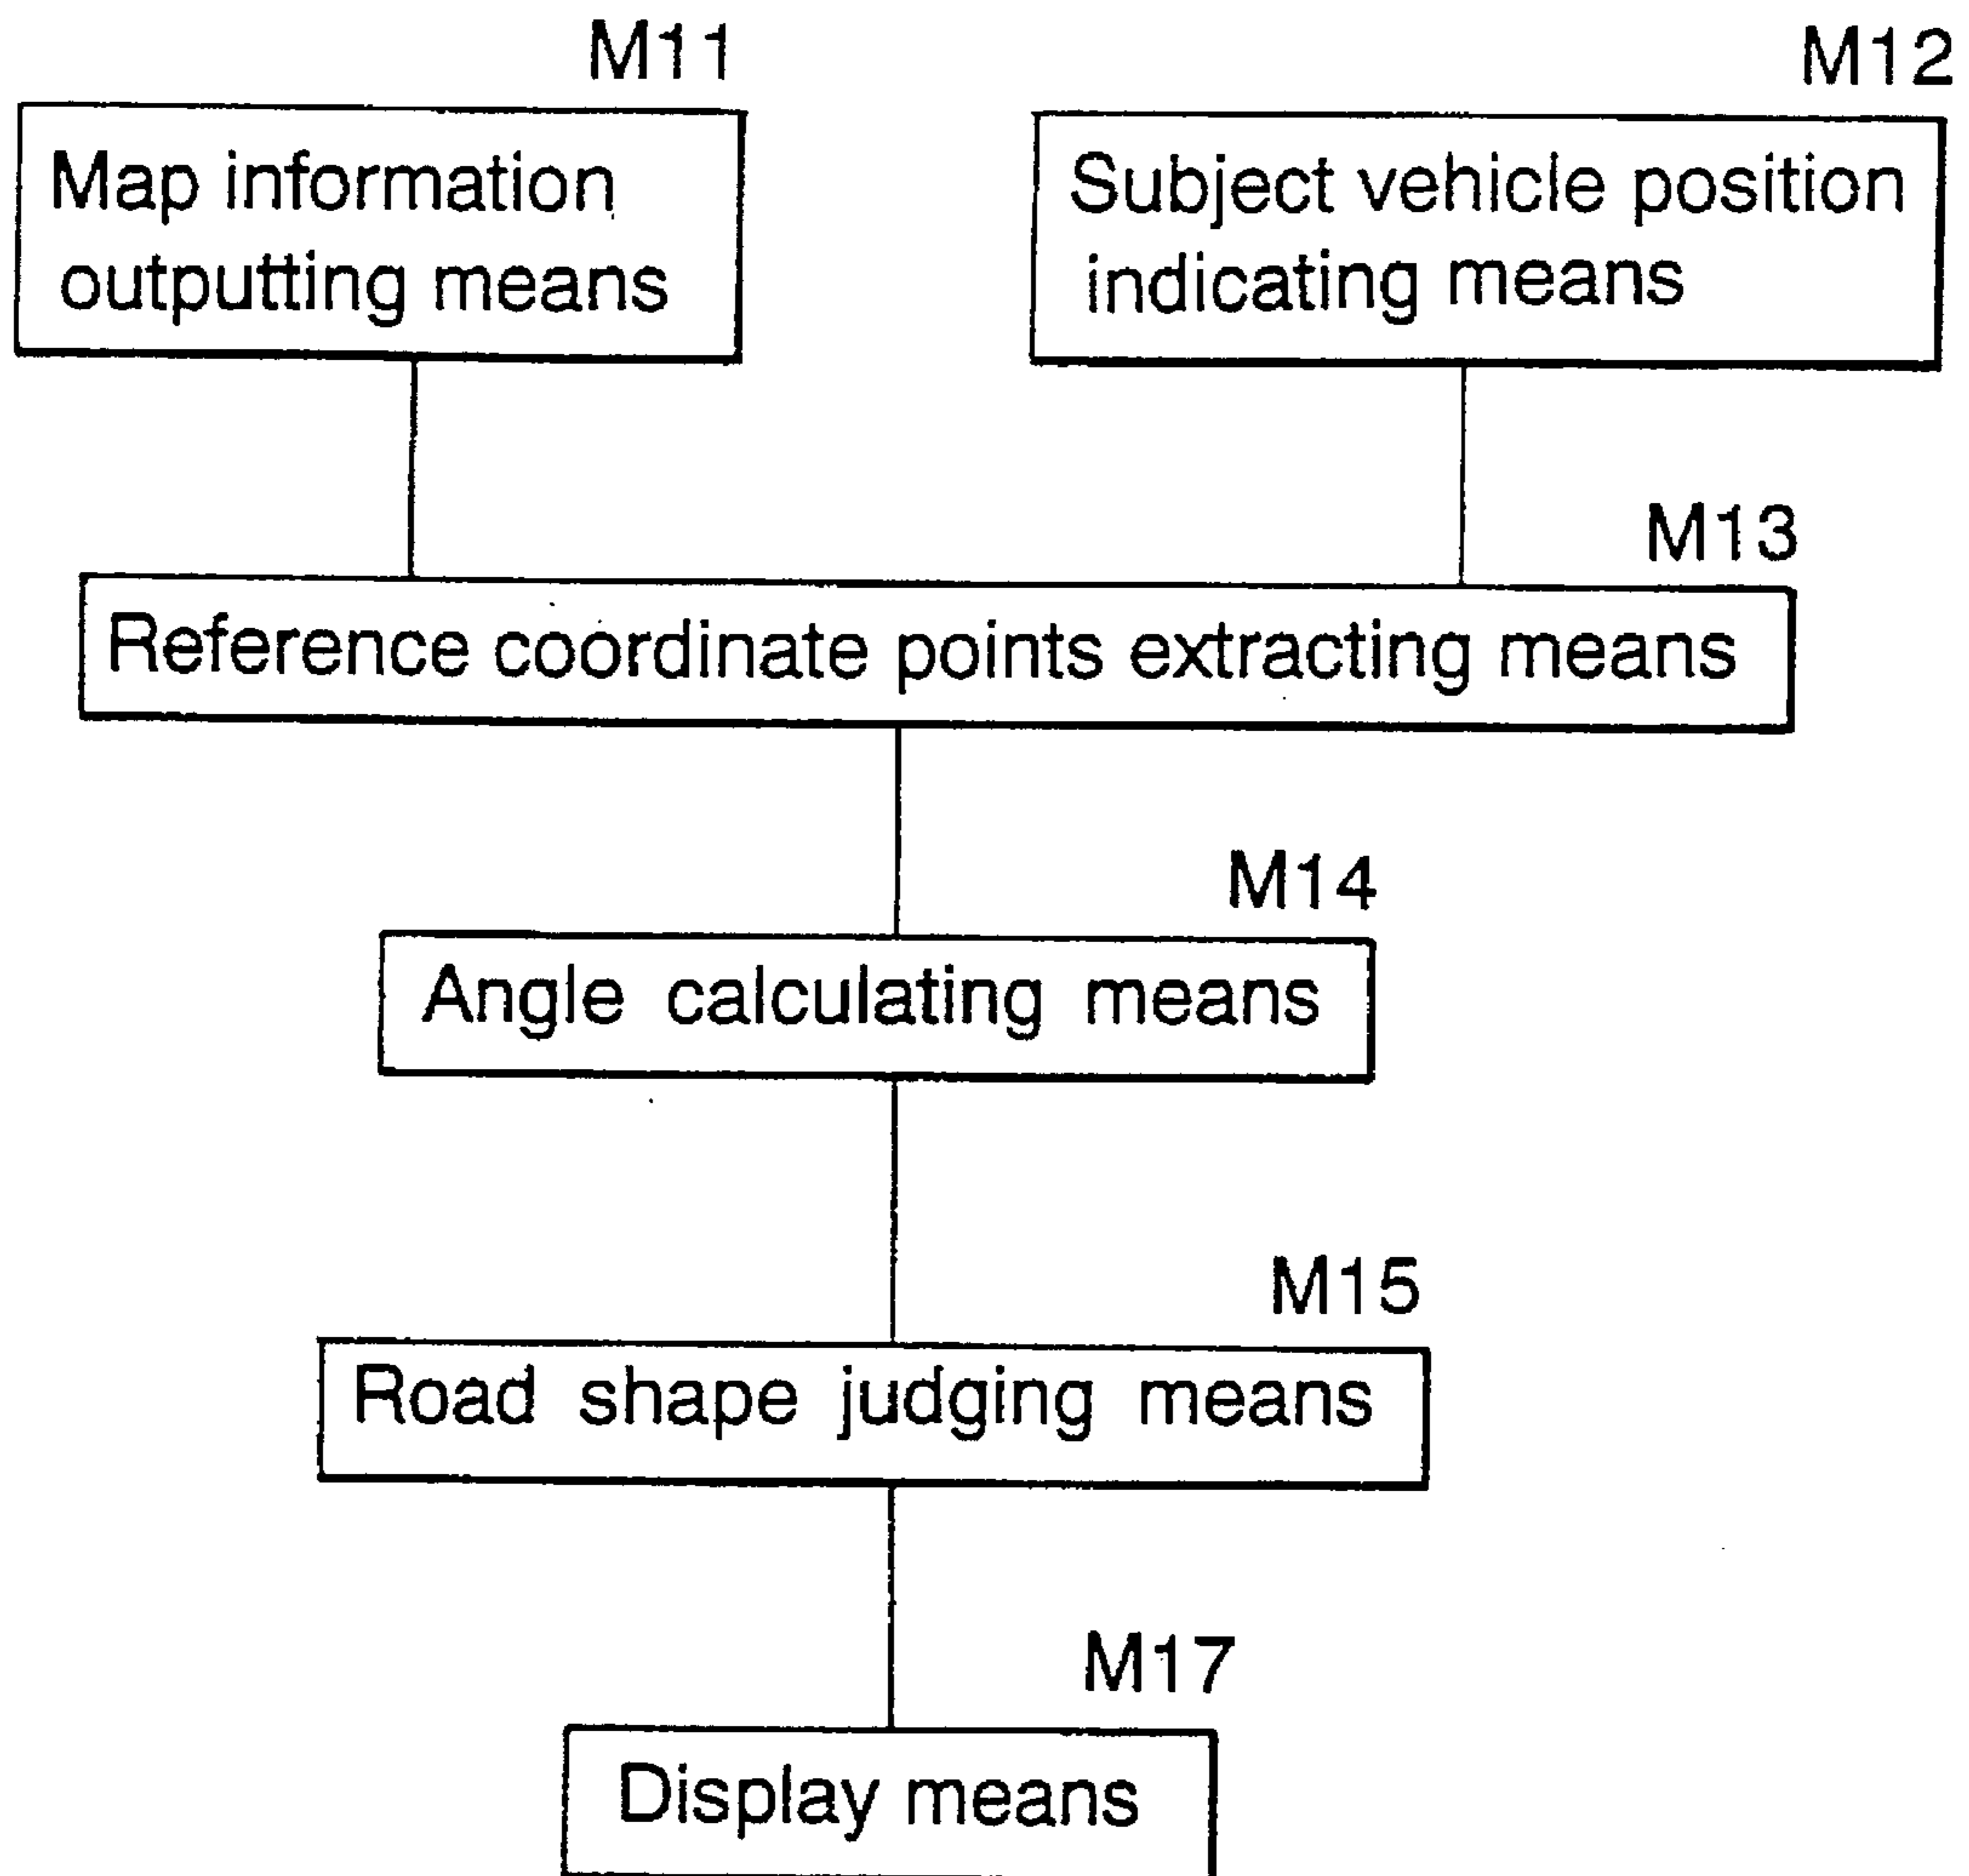 M11
M12
Map information
outputting means
Subject vehicle position
indicating means
M13
Reference coordinate points extracting means
M14
Angle calculating means
M15
Road shape judging means
M17
Display means